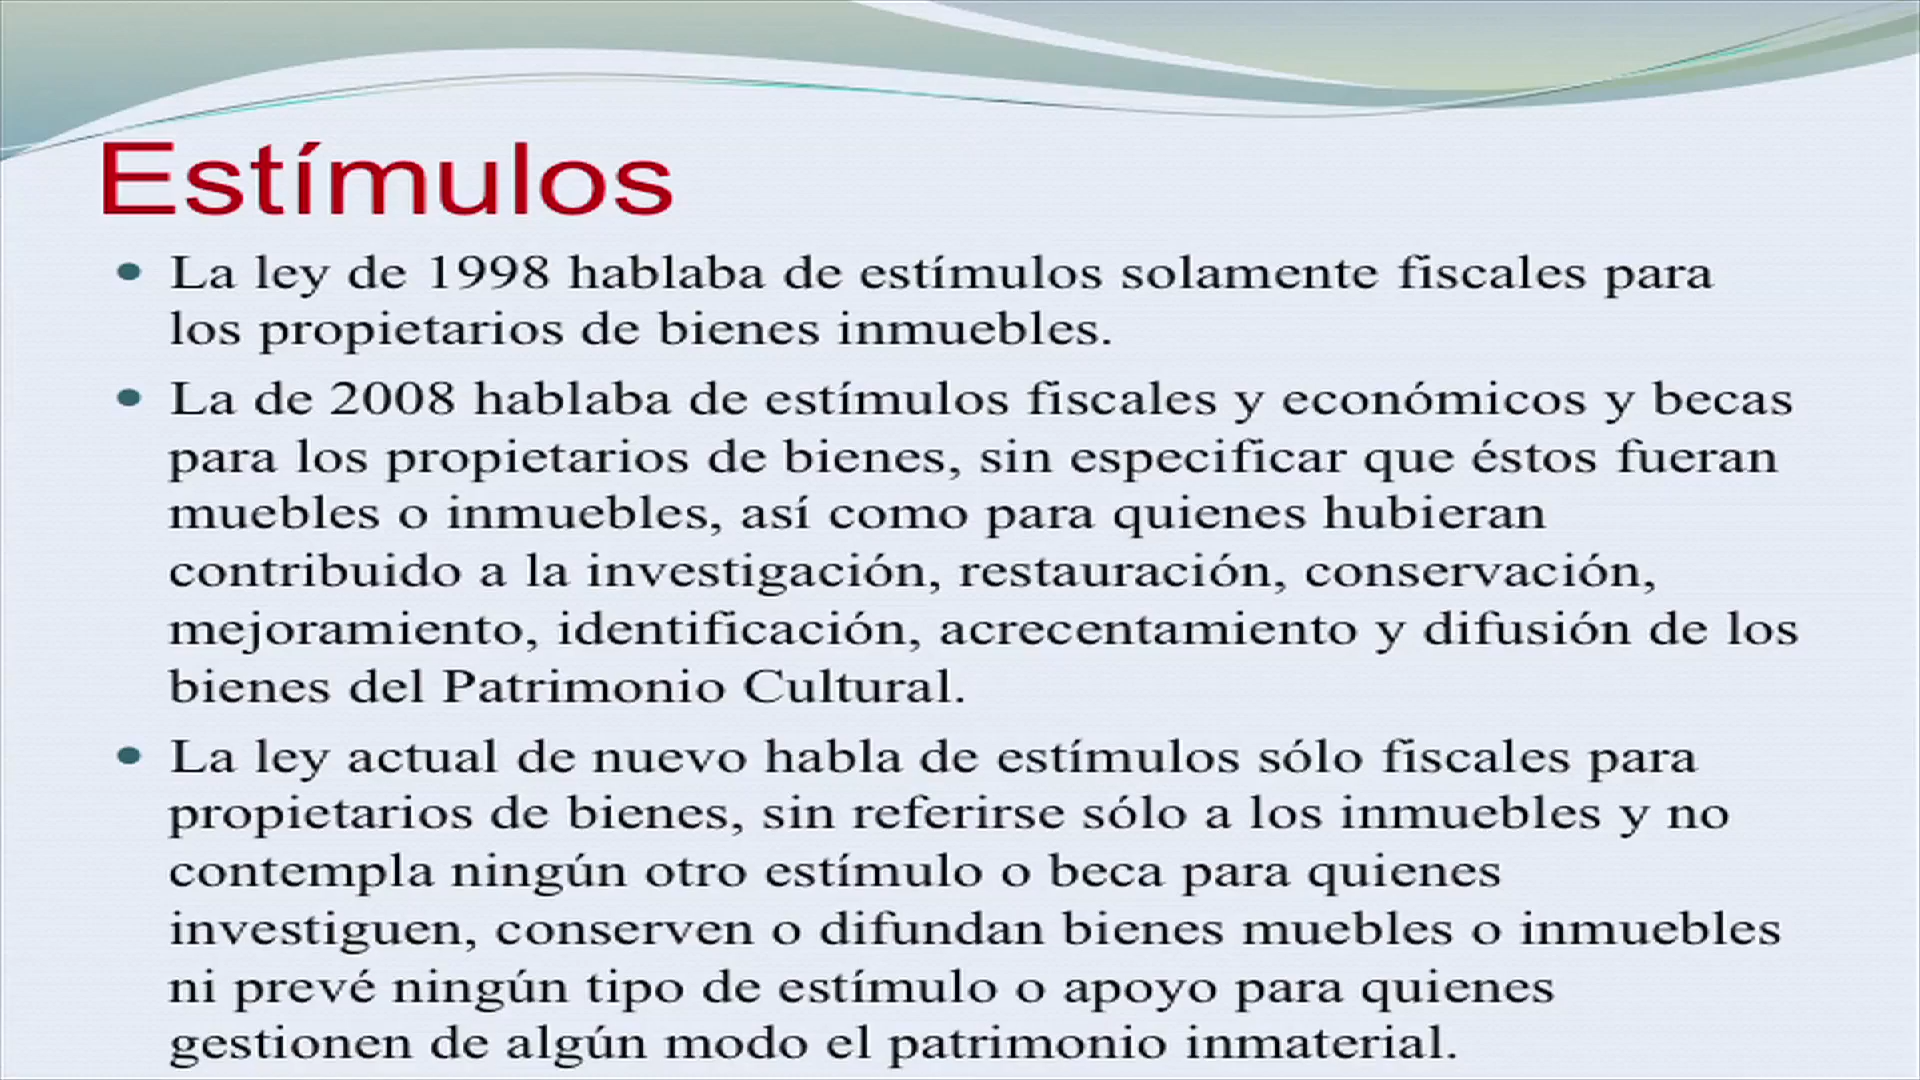 Estímulos
La ley de 1998 hablaba de estímulos solamente fiscales para
los propietarios de bienes inmuebles.
La de 2008 hablaba de estímulos fiscales y económicos y becas
para los propietarios de bienes, sin especificar que éstos fueran
muebles o inmuebles, así como para quienes hubieran
contribuido a la investigación, restauración, conservación,
mejoramiento, identificación, acrecentamiento y difusión de los
bienes del Patrimonio Cultural.
La ley actual de nuevo habla de estímulos sólo fiscales para
propietarios de bienes, sin referirse sólo a los inmuebles y no
contempla ningún otro estímulo o beca para quienes
investiguen, conserven o difundan bienes muebles o inmuebles
ni prevé ningún tipo de estímulo o apoyo para quienes
gestionen de algún modo el patrimonio inmaterial.